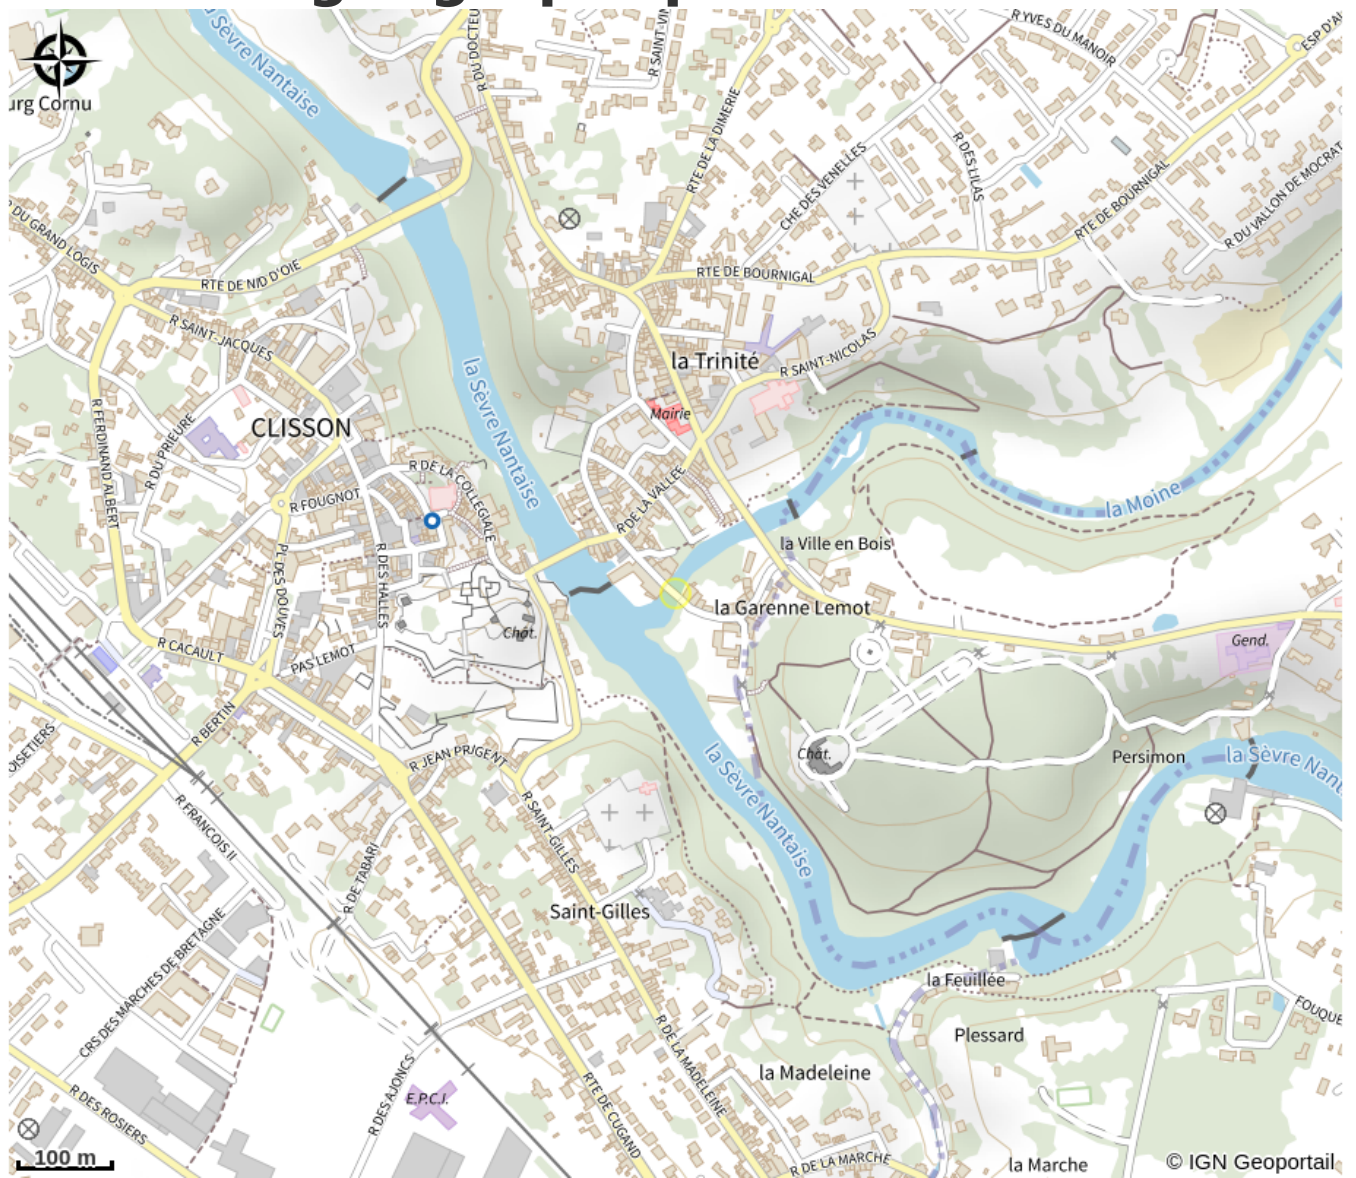 la Sèvre Nantaise
R DU DOCTEU
R SAINT-VIN
R YVES DU MANOIR
ESP D'A
urg Cornu
RTE DE LA DIMERIE
CHE DES VENELLES
R DES LILAS
RTE DE BOURNIGAL
R DU VALLON DE MOCRAT
R DU GRAND LOGIS
RTE DE NID D'OIE
RTE DE BOURNIGAL
R SAINT-JACQUES
la Trinité
R SAINT-NICOLAS
la Sèvre Nantaise
Mairie
CLISSON
R FERDINAND ALBERT
R DU PRIEURE
R DE LA COLLEGIALE
R FOUGNOT
R DE LA VALLEE
la Moine
la Ville en Bois
PL DES DOUVES
R DES HALLES
la Garenne Lemot
Chât.
Gend.
R CACAULT
PAS LEMOT
R BERTIN
R JEAN PRIGENT
la Sèvre Nantaise
Chât.
Persimon
la Sèvre Nant
OISETIERS
R FRANCOIS II
R SAINT-GILLES
R DE TABARI
Saint-Gilles
CRS DES MARCHES DE BRETAGNE
la Feuillée
FOUQUE
Plessard
R DE LA MADELEINE
la Madeleine
R DES AJONCS
E.P.C.I.
RTE DE CUGAND
R DES ROSIERS
R DE LA MARCHE
la Marche
100 m
© IGN Geoportail